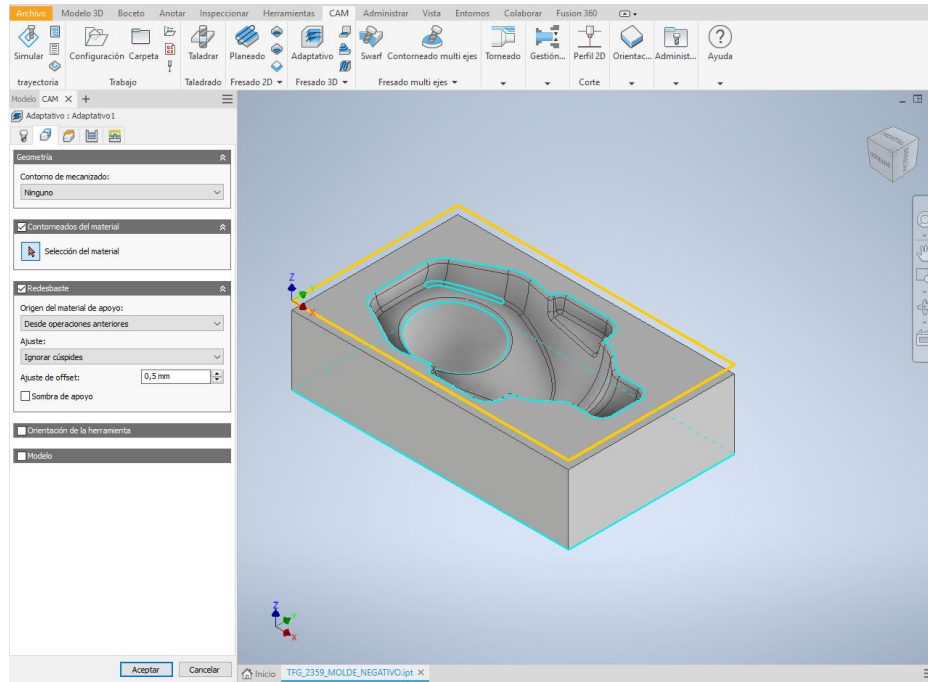 Archivo Modelo 3D Boceto Anotar Inspeccionar Herramientas CAM Administrar Vista Entornos Colaborar Fusion 360
Simular Configuración Carpeta Taladrar Planeado Adaptativo Swarf Contorneado multi ejes Torneado Gestión... Perfil 2D Orientac... Administ... Ayuda
trayectoria Trabajo Taladrado Fresado 2D Fresado 3D Fresado multi ejes Corte
Modelo CAM X +
Adaptativo : Adaptativo1
Geometría
Contorno de mecanizado:
Ninguno
Contorneados del material
Selección del material
Redesbaste
Origen del material de apoyo:
Desde operaciones anteriores
Ajuste:
Ignorar cúspides
Ajuste de offset: 0,5 mm
Sombra de apoyo
Orientación de la herramienta
Modelo
Z
Y
X
Z
Y
X
Aceptar Cancelar
Inicio TFG_2359_MOLDE_NEGATIVO.ipt X